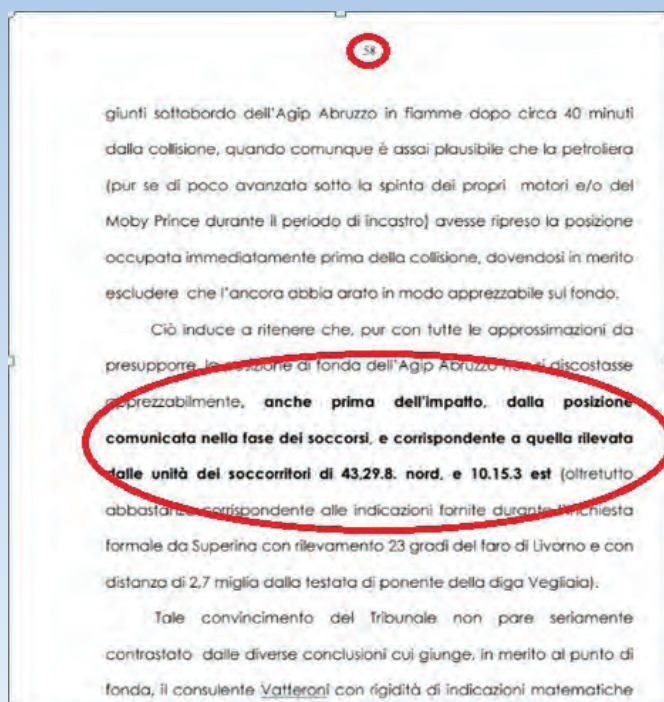 58
giunti sottobordo dell'Agip Abruzzo in fiamme dopo circa 40 minuti
dalla collisione, quando comunque è assai plausibile che la petroliera
(pur se di poco avanzata sotto la spinta dei propri motori e/o del
Moby Prince durante il periodo di incastro) avesse ripreso la posizione
occupata immediatamente prima della collisione, dovendosi in merito
escludere che l'ancora abbia arato in modo apprezzabile sul fondo.
Ciò induce a ritenere che, pur con tutte le approssimazioni da
presupporre, la posizione di fonda dell'Agip Abruzzo non si discostasse
apprezzabilmente, anche prima dell'impatto, dalla posizione
comunicata nella fase dei soccorsi, e corrispondente a quella rilevata
dalle unità dei soccorritori di 43.29.8. nord, e 10.15.3 est (oltretutto
abbastanza corrispondente alle indicazioni fornite durante l'inchiesta
formale da Superina con rilevamento 23 gradi del faro di Livorno e con
distanza di 2,7 miglia dalla testata di ponente della diga Vegliaia).
Tale convincimento del Tribunale non pare seriamente
contrastato dalle diverse conclusioni cui giunge, in merito al punto di
fonda, il consulente Vatteroni con rigidità di indicazioni matematiche